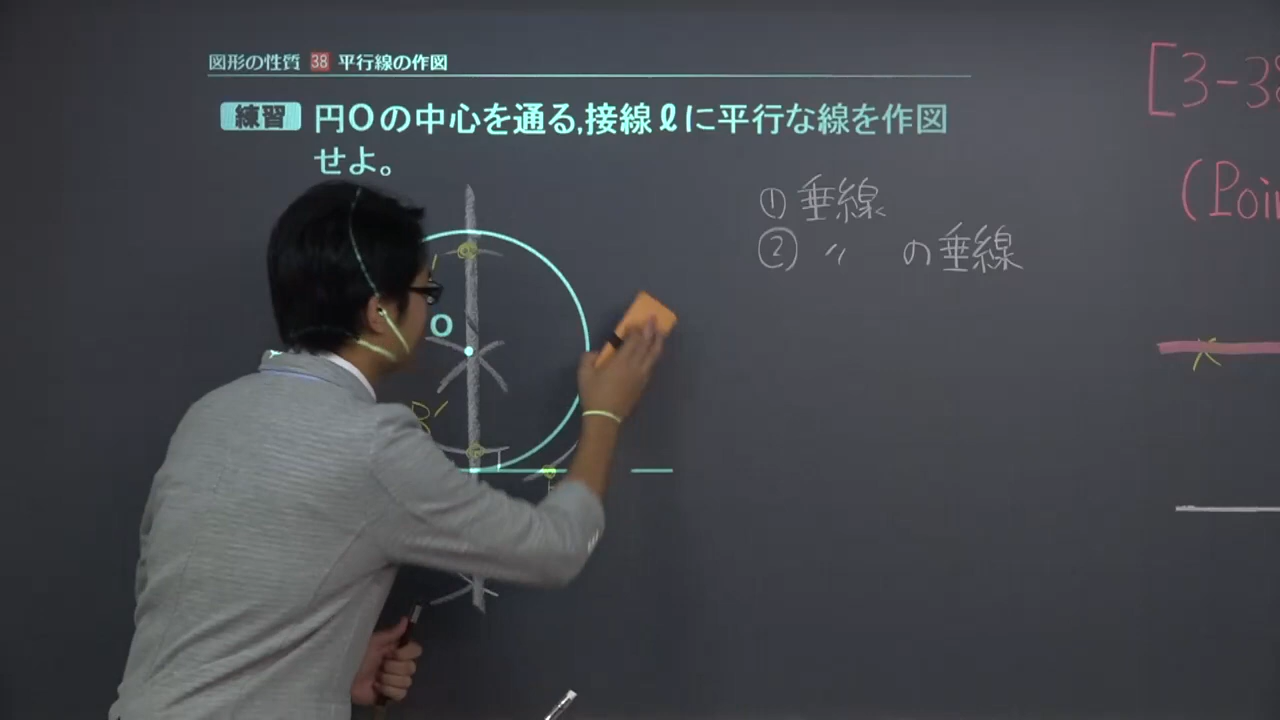 図形の性質 38 平行線の作図
練習 円Oの中心を通る,接線ℓに平行な線を作図
せよ。
① 垂線
② 〃 の垂線
O
B′
[3-38
(Poin